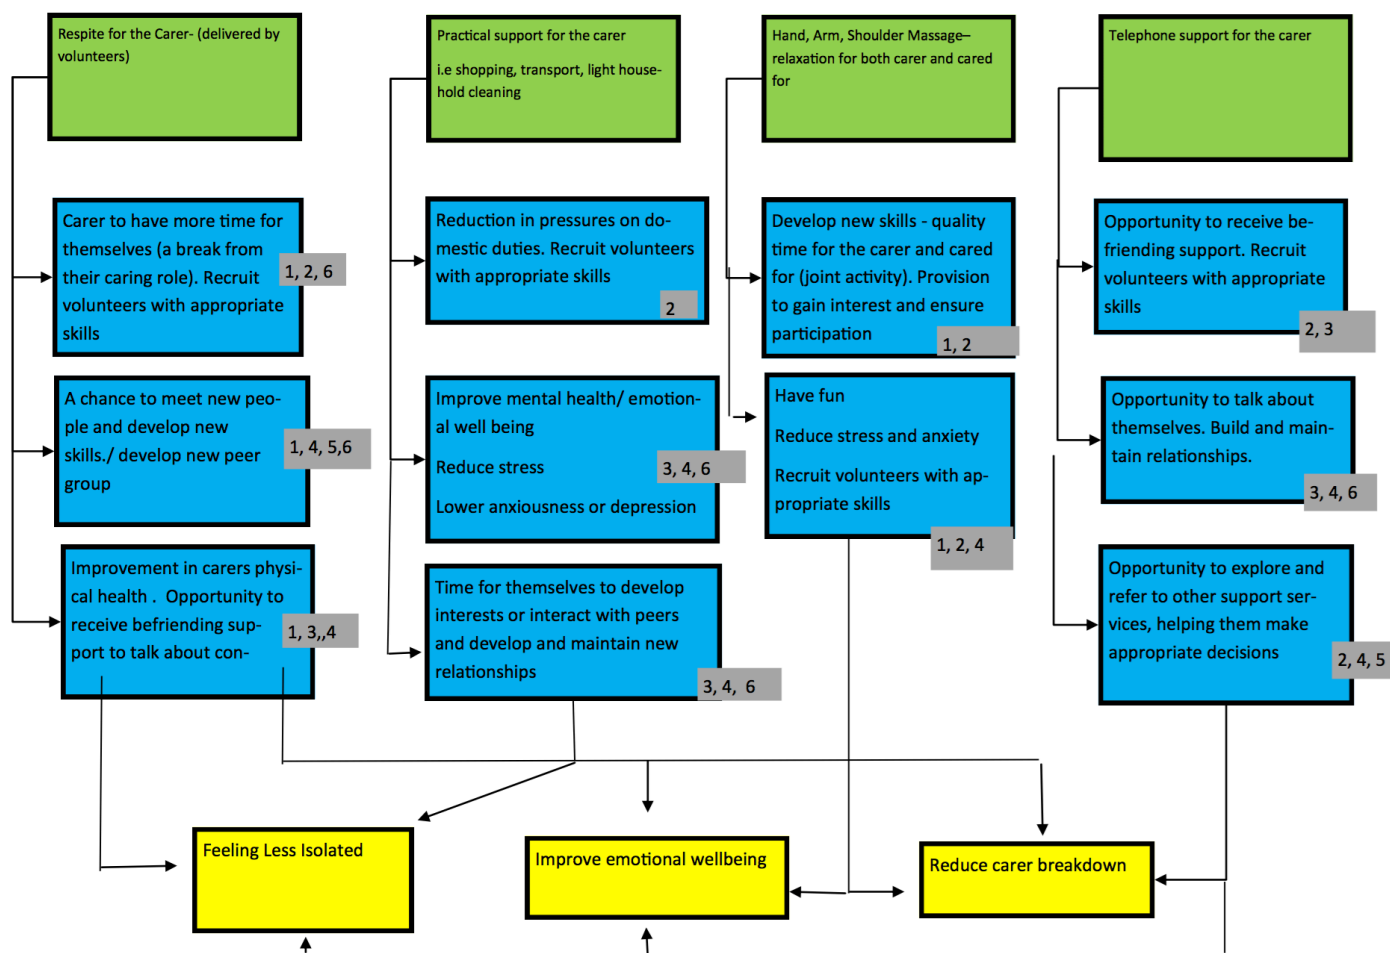 Respite for the Carer- (delivered by
volunteers)
Practical support for the carer
i.e shopping, transport, light house-
hold cleaning
Hand, Arm, Shoulder Massage–
relaxation for both carer and cared
for
Telephone support for the carer
Carer to have more time for
themselves (a break from
their caring role). Recruit
volunteers with appropriate
skills
1, 2, 6
Reduction in pressures on do-
mestic duties. Recruit volunteers
with appropriate skills
2
Develop new skills - quality
time for the carer and cared
for (joint activity). Provision
to gain interest and ensure
participation
1, 2
Opportunity to receive be-
friending support. Recruit
volunteers with appropriate
skills
2, 3
A chance to meet new peo-
ple and develop new
skills./ develop new peer
group
1, 4, 5,6
Improve mental health/ emotion-
al well being
Reduce stress
Lower anxiousness or depression
3, 4, 6
Have fun
Reduce stress and anxiety
Recruit volunteers with ap-
propriate skills
1, 2, 4
Opportunity to talk about
themselves. Build and main-
tain relationships.
3, 4, 6
Improvement in carers physi-
cal health . Opportunity to
receive befriending sup-
port to talk about con-
1, 3,,4
Time for themselves to develop
interests or interact with peers
and develop and maintain new
relationships
3, 4, 6
Opportunity to explore and
refer to other support ser-
vices, helping them make
appropriate decisions
2, 4, 5
Feeling Less Isolated
Improve emotional wellbeing
Reduce carer breakdown